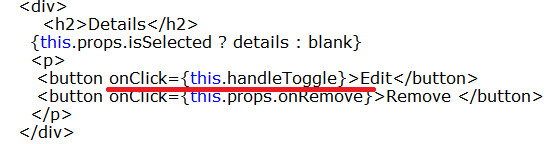 <div>
<h2>Details</h2>
{this.props.isSelected ? details : blank}
<p>
<button onClick={this.handleToggle}>Edit</button>
<button onClick={this.props.onRemove}>Remove </button>
</p>
</div>